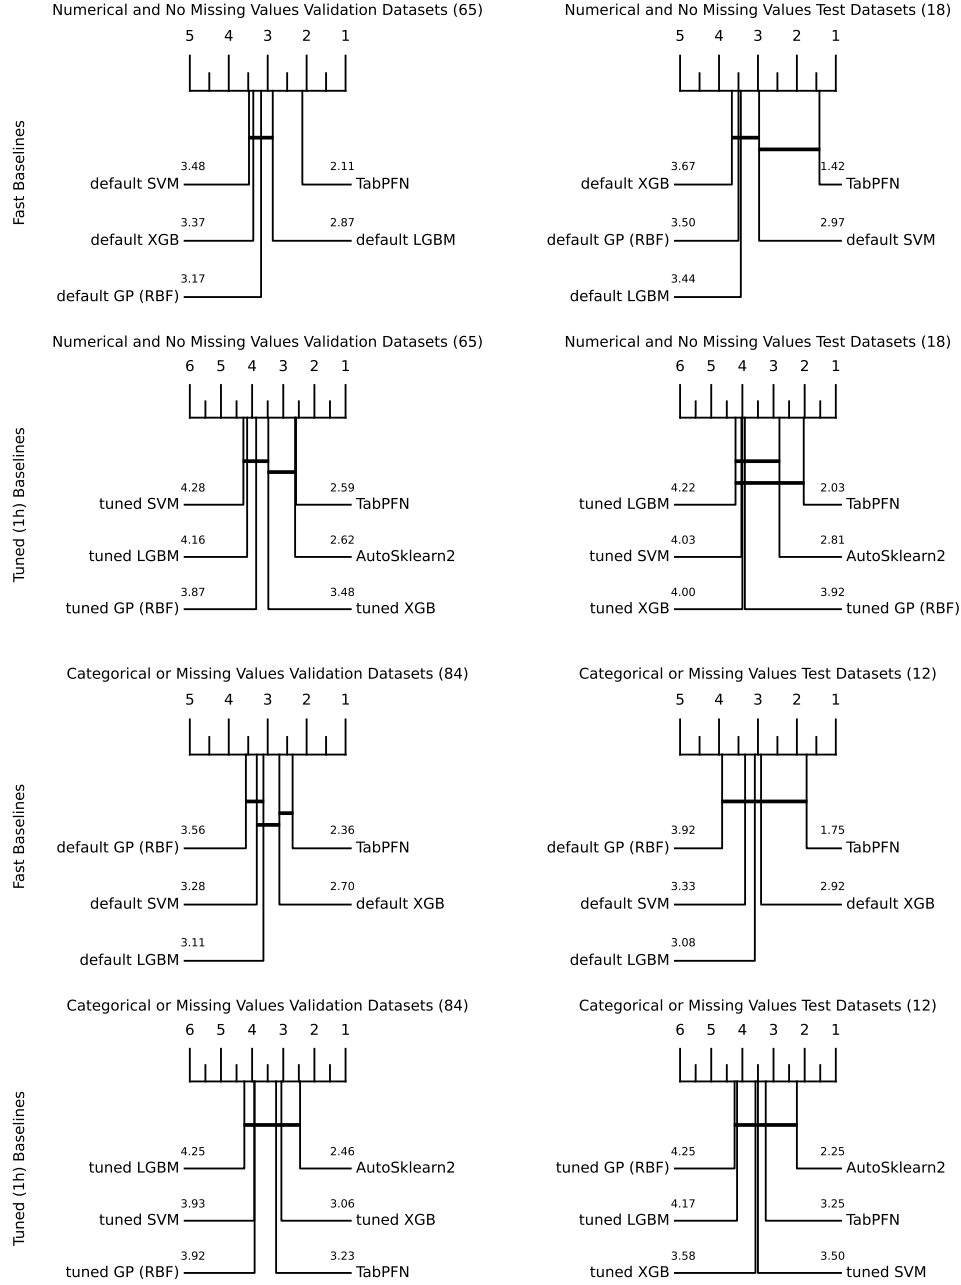 Numerical and No Missing Values Validation Datasets (65)
5 4 3 2 1
Fast Baselines
3.48 2.11
default SVM TabPFN
3.37 2.87
default XGB default LGBM
3.17
default GP (RBF)
Numerical and No Missing Values Test Datasets (18)
5 4 3 2 1
3.67 1.42
default XGB TabPFN
3.50 2.97
default GP (RBF) default SVM
3.44
default LGBM
Numerical and No Missing Values Validation Datasets (65)
6 5 4 3 2 1
Tuned (1h) Baselines
4.28 2.59
tuned SVM TabPFN
4.16 2.62
tuned LGBM AutoSklearn2
3.87 3.48
tuned GP (RBF) tuned XGB
Numerical and No Missing Values Test Datasets (18)
6 5 4 3 2 1
4.22 2.03
tuned LGBM TabPFN
4.03 2.81
tuned SVM AutoSklearn2
4.00 3.92
tuned XGB tuned GP (RBF)
Categorical or Missing Values Validation Datasets (84)
5 4 3 2 1
Fast Baselines
3.56 2.36
default GP (RBF) TabPFN
3.28 2.70
default SVM default XGB
3.11
default LGBM
Categorical or Missing Values Test Datasets (12)
5 4 3 2 1
3.92 1.75
default GP (RBF) TabPFN
3.33 2.92
default SVM default XGB
3.08
default LGBM
Categorical or Missing Values Validation Datasets (84)
6 5 4 3 2 1
Tuned (1h) Baselines
4.25 2.46
tuned LGBM AutoSklearn2
3.93 3.06
tuned SVM tuned XGB
3.92 3.23
tuned GP (RBF) TabPFN
Categorical or Missing Values Test Datasets (12)
6 5 4 3 2 1
4.25 2.25
tuned GP (RBF) AutoSklearn2
4.17 3.25
tuned LGBM TabPFN
3.58 3.50
tuned XGB tuned SVM